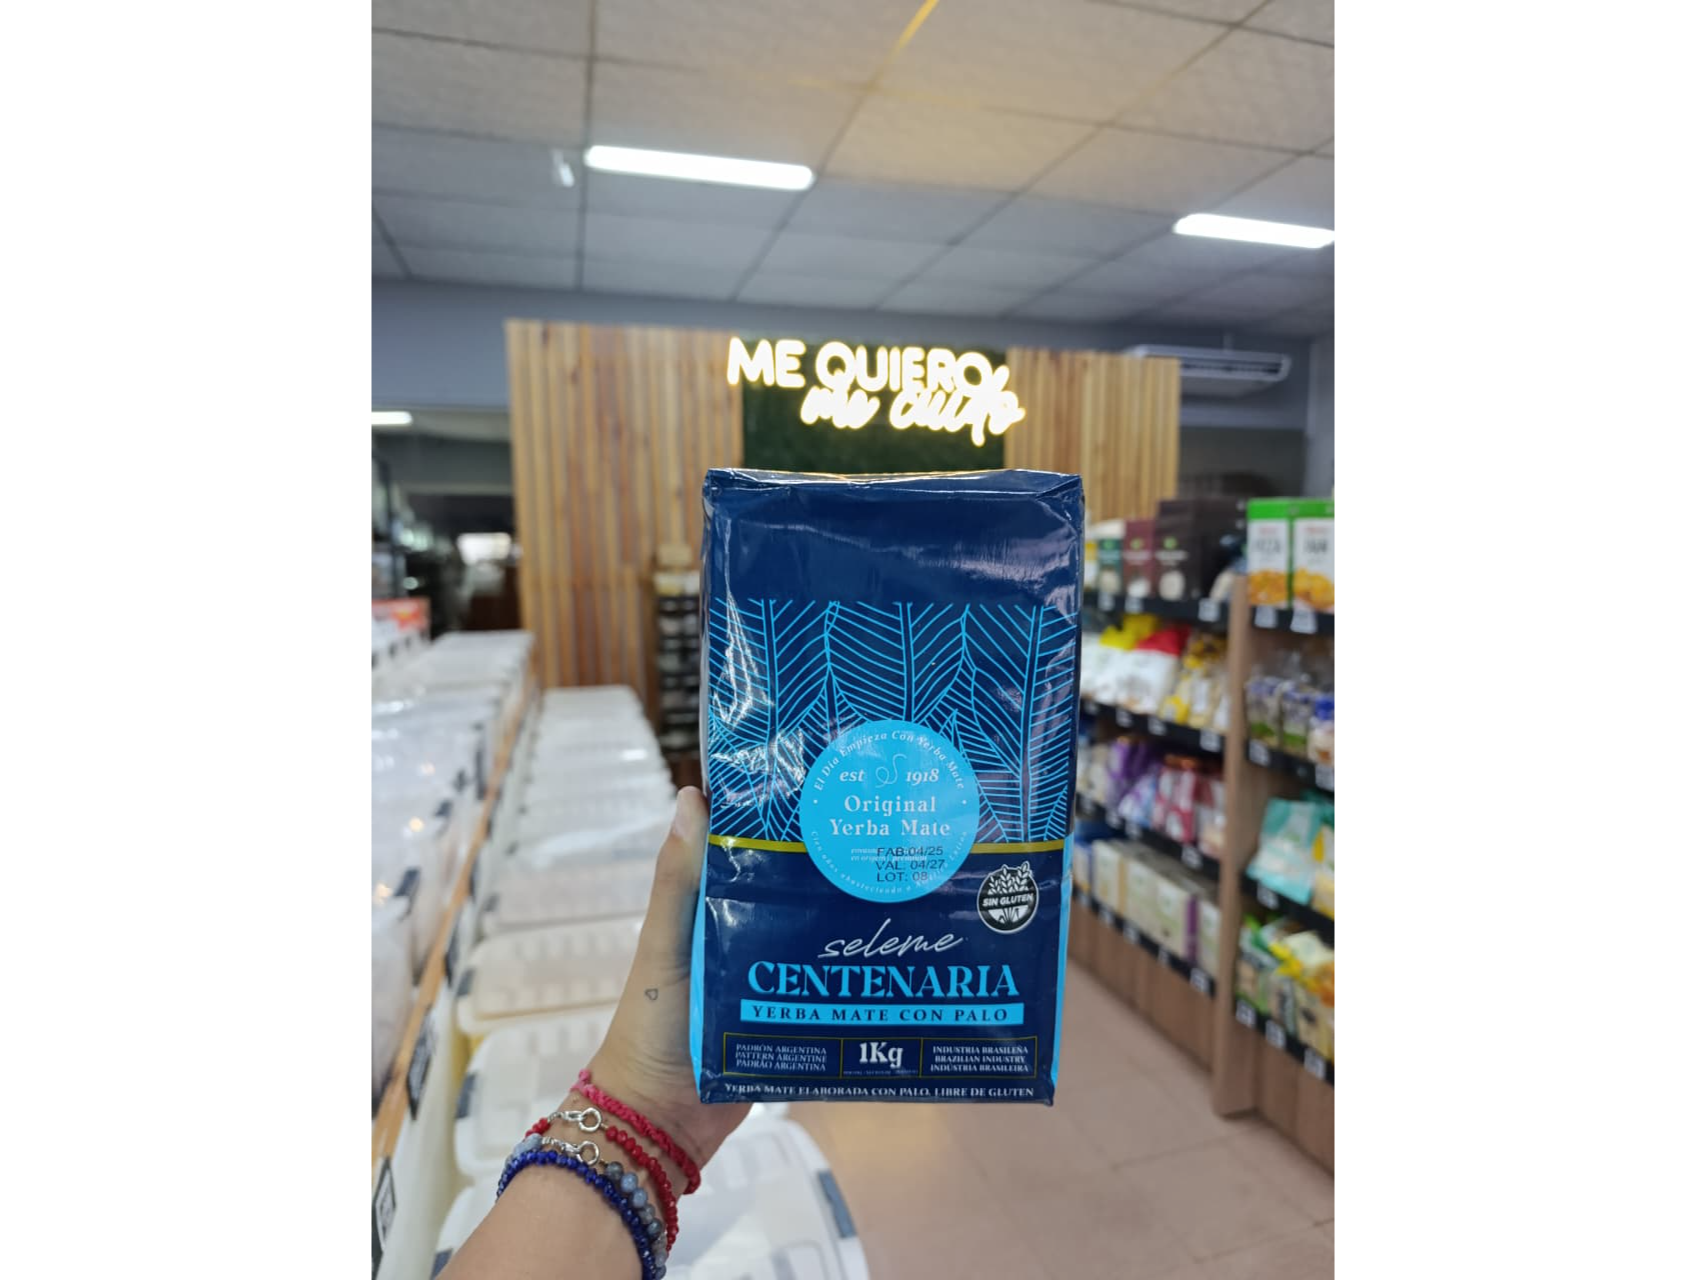 ME QUIERO
me cuido
El Día Empieza Con Yerba Mate
est 1918
Original
Yerba Mate
FAB: 04/25
VAL: 04/27
LOT: 08
SIN GLUTEN
seleme
CENTENARIA
YERBA MATE CON PALO
PADRÓN ARGENTINA
PATTERN ARGENTINE
PADRÃO ARGENTINA
1Kg
INDUSTRIA BRASILEÑA
BRAZILIAN INDUSTRY
INDÚSTRIA BRASILEIRA
YERBA MATE ELABORADA CON PALO. LIBRE DE GLUTEN